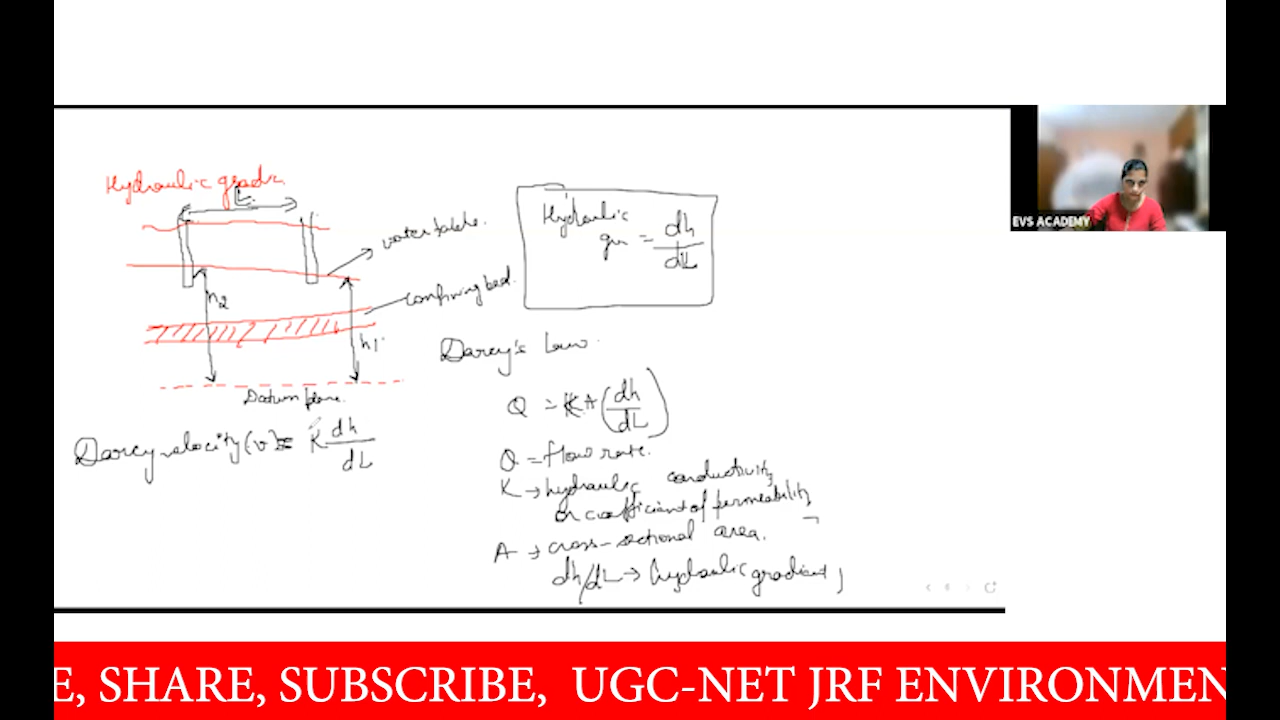 Hydraulic gradn
L
water table.
confining bed.
h2
h1.
Datum plane.
Darcy velocity (v) = K dh/dL
Hydraulic
gr = dh/dL
Darcy's law.
Q = KA(dh/dL)
Q = flow rate.
K → hydraulic conductivity
or coefficient of permeability
A → cross-sectional area.
dh/dL → hydraulic gradient
EVS ACADEMY
E, SHARE, SUBSCRIBE, UGC-NET JRF ENVIRONMEN